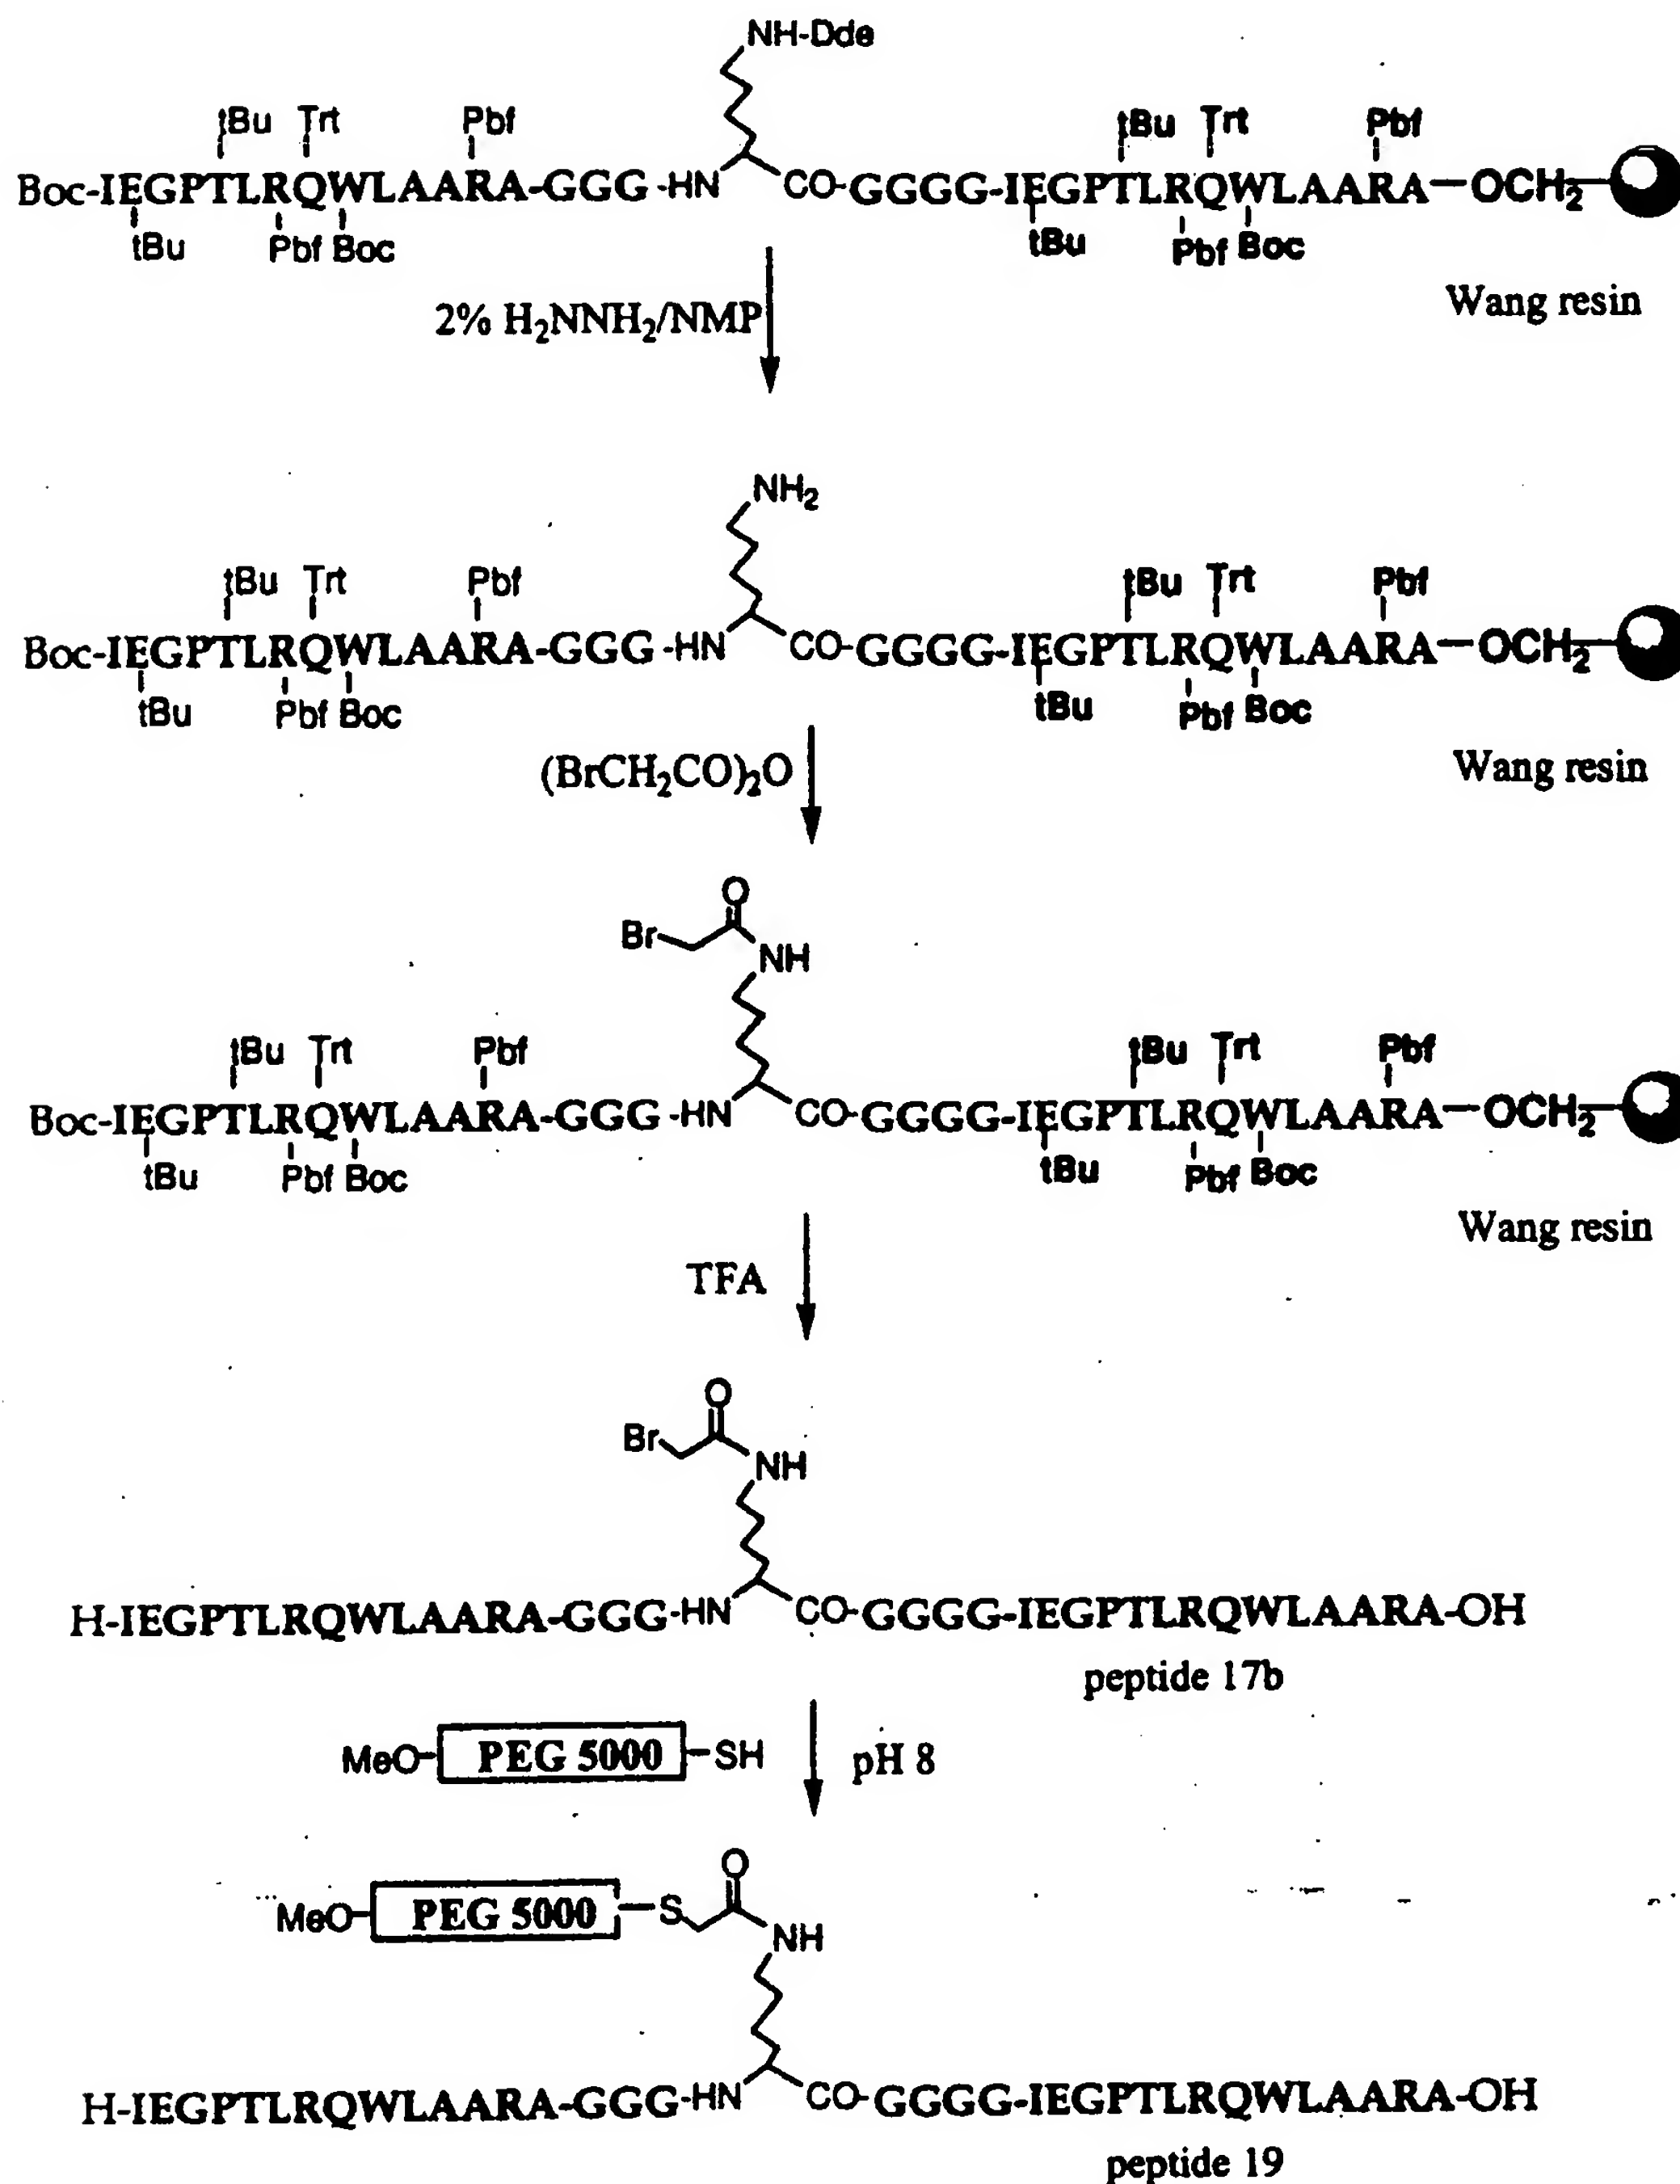 NH-Dde
tBu Trt Pbf tBu Trt Pbf
Boc-IEGPTLRQWLAARA-GGG-HN CO-GGGG-IEGPTLRQWLAARA-OCH2
tBu Pbf Boc tBu Pbf Boc
Wang resin
2% H2NNH2/NMP
NH2
tBu Trt Pbf tBu Trt Pbf
Boc-IEGPTLRQWLAARA-GGG-HN CO-GGGG-IEGPTLRQWLAARA-OCH2
tBu Pbf Boc tBu Pbf Boc
Wang resin
(BrCH2CO)2O
O
Br NH
tBu Trt Pbf tBu Trt Pbf
Boc-IEGPTLRQWLAARA-GGG-HN CO-GGGG-IEGPTLRQWLAARA-OCH2
tBu Pbf Boc tBu Pbf Boc
Wang resin
TFA
O
Br NH
H-IEGPTLRQWLAARA-GGG-HN CO-GGGG-IEGPTLRQWLAARA-OH
peptide 17b
MeO-PEG 5000-SH pH 8
O
MeO-PEG 5000-S NH
H-IEGPTLRQWLAARA-GGG-HN CO-GGGG-IEGPTLRQWLAARA-OH
peptide 19